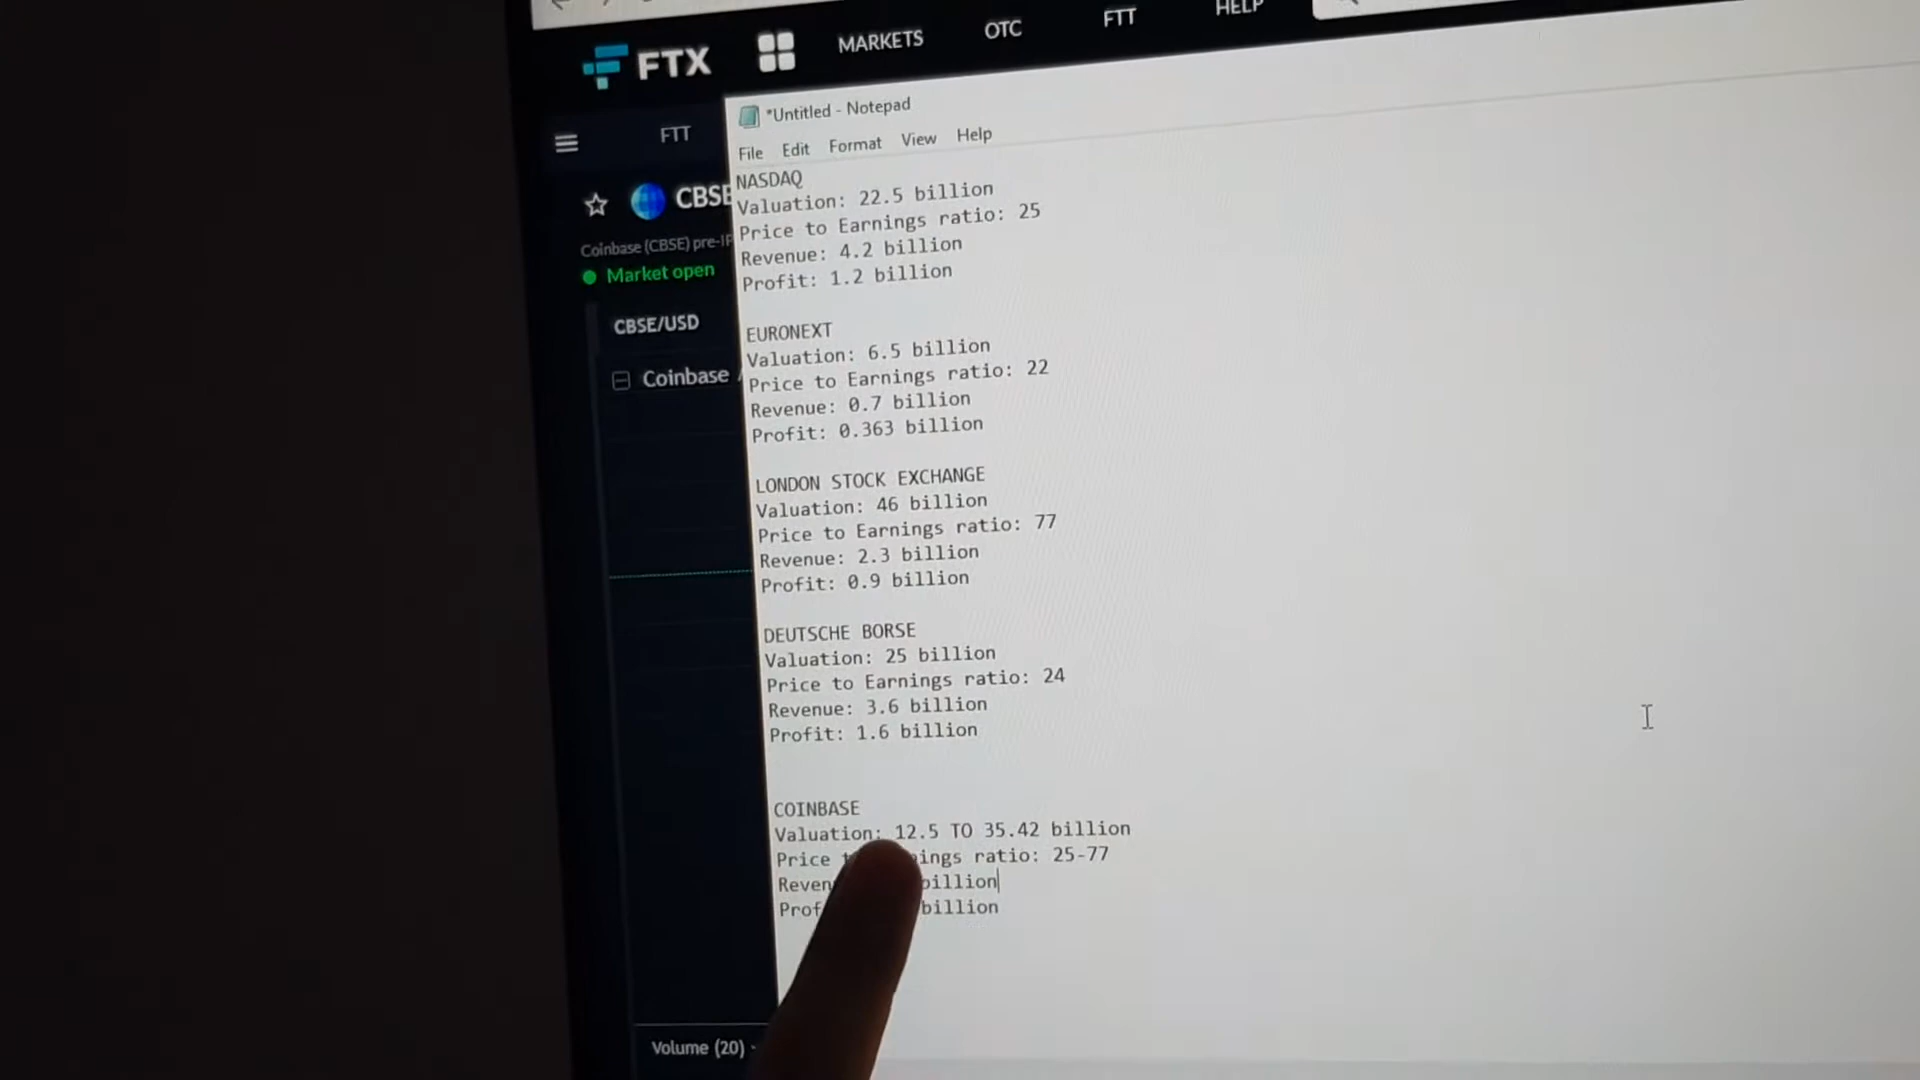 FTX
MARKETS
OTC
FTT
HELP
FTT
CBSE
Coinbase (CBSE)
Market open
CBSE/USD
Coinbase
Volume (20)
*Untitled - Notepad
File Edit Format View Help
NASDAQ
Valuation: 22.5 billion
Price to Earnings ratio: 25
Revenue: 4.2 billion
Profit: 1.2 billion
EURONEXT
Valuation: 6.5 billion
Price to Earnings ratio: 22
Revenue: 0.7 billion
Profit: 0.363 billion
LONDON STOCK EXCHANGE
Valuation: 46 billion
Price to Earnings ratio: 77
Revenue: 2.3 billion
Profit: 0.9 billion
DEUTSCHE BORSE
Valuation: 25 billion
Price to Earnings ratio: 24
Revenue: 3.6 billion
Profit: 1.6 billion
COINBASE
Valuation: 12.5 TO 35.42 billion
Price ratio: 25-77
billion
billion